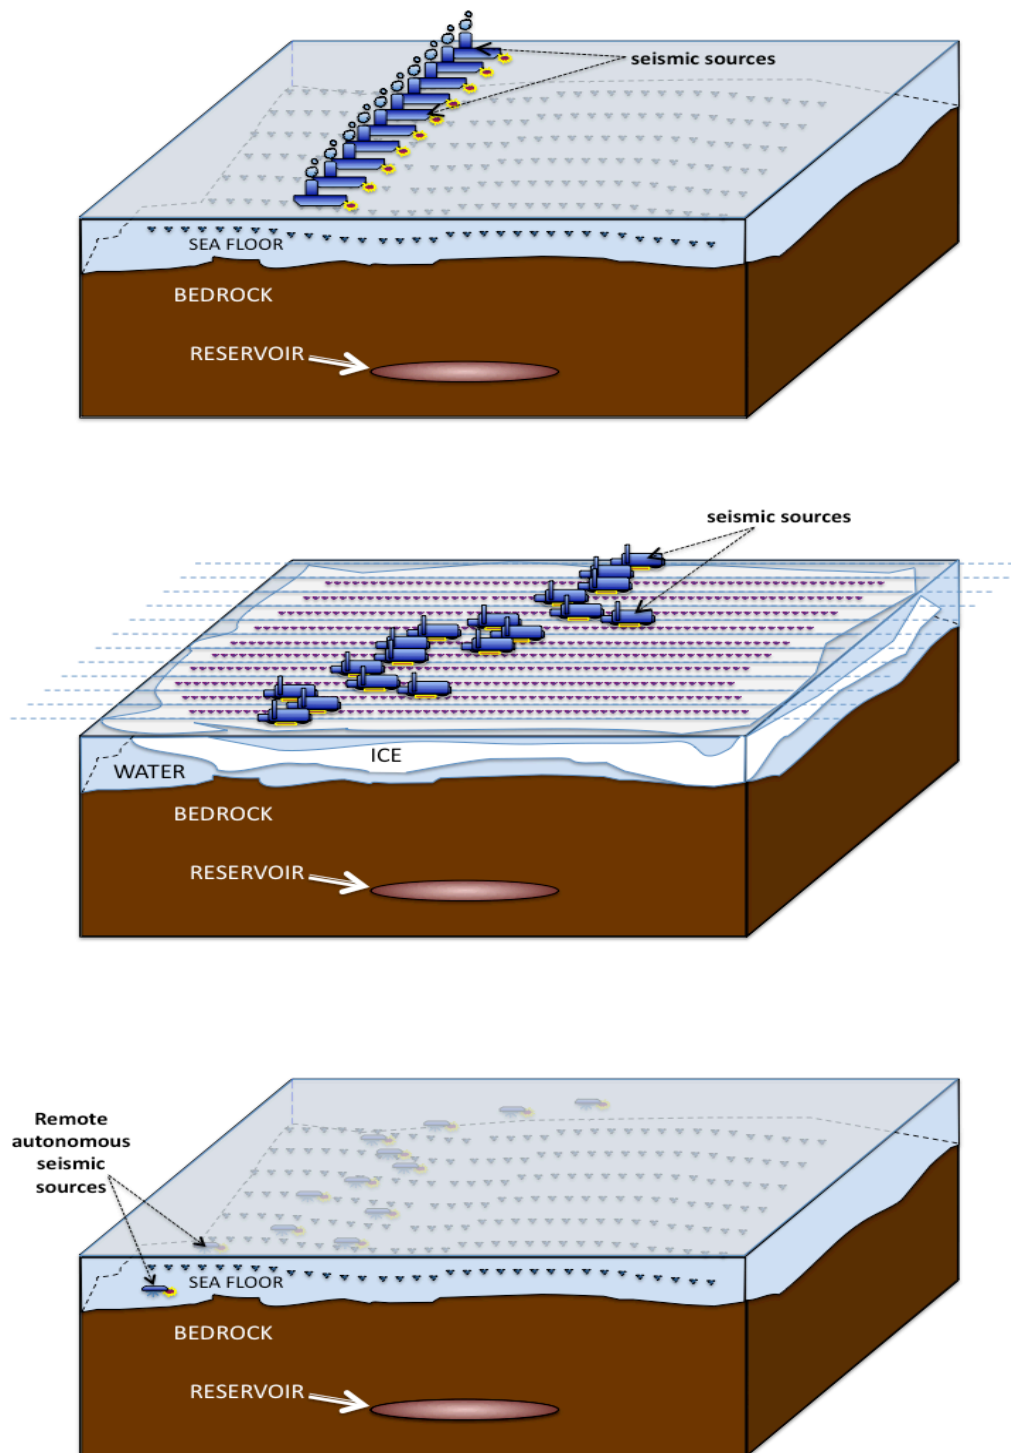 seismic sources
SEA FLOOR
BEDROCK
RESERVOIR
seismic sources
ICE
WATER
BEDROCK
RESERVOIR
Remote
autonomous
seismic
sources
SEA FLOOR
BEDROCK
RESERVOIR